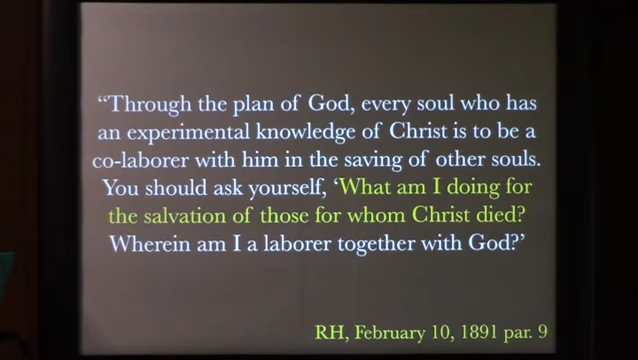 “Through the plan of God, every soul who has
an experimental knowledge of Christ is to be a
co-laborer with him in the saving of other souls.
You should ask yourself, ‘What am I doing for
the salvation of those for whom Christ died?
Wherein am I a laborer together with God?’
RH, February 10, 1891 par. 9